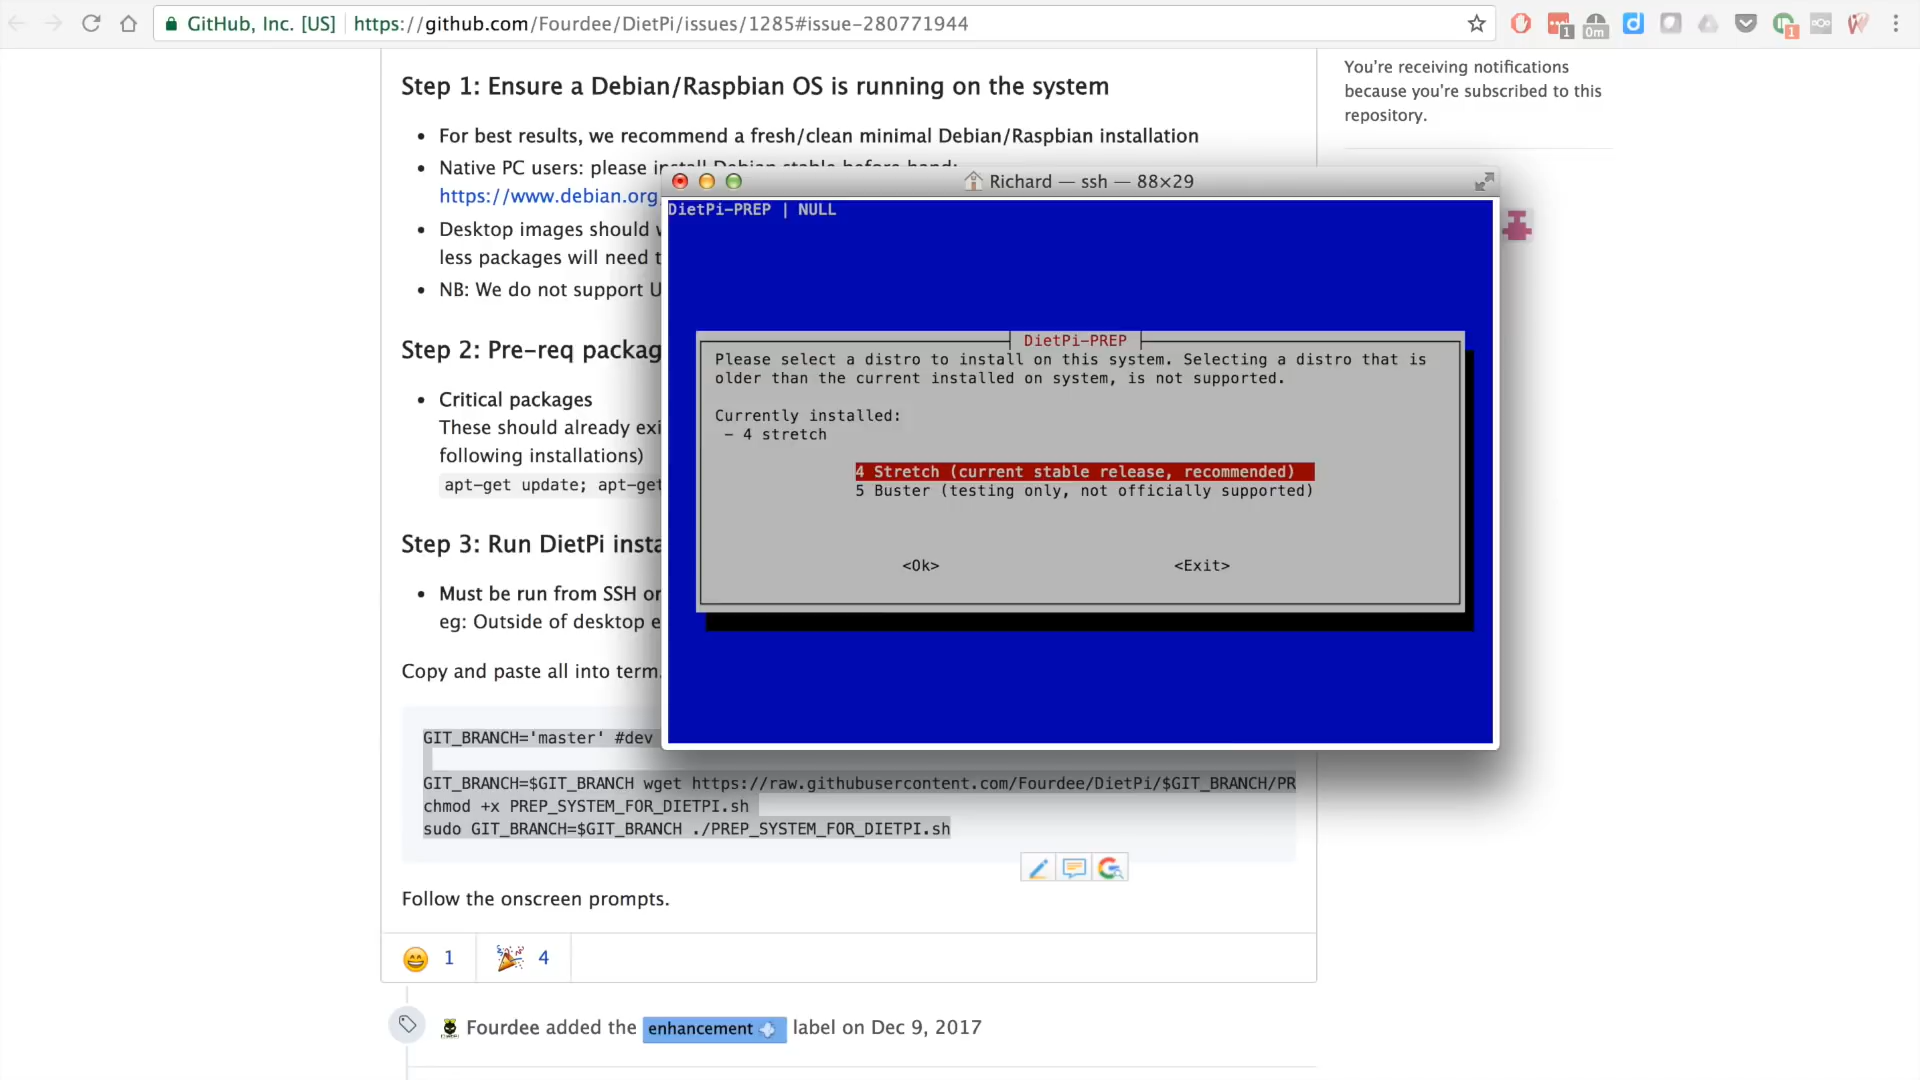 GitHub, Inc. [US] https://github.com/Fourdee/DietPi/issues/1285#issue-280771944
1
0m
1
Step 1: Ensure a Debian/Raspbian OS is running on the system
You're receiving notifications
because you're subscribed to this
repository.
• For best results, we recommend a fresh/clean minimal Debian/Raspbian installation
• Native PC users: please install Debian stable before hand:
https://www.debian.org
• Desktop images should
less packages will need
• NB: We do not support
Step 2: Pre-req packag
• Critical packages
These should already exi
following installations)
apt-get update; apt-get
Step 3: Run DietPi insta
• Must be run from SSH or
eg: Outside of desktop e
Copy and paste all into term
GIT_BRANCH='master' #dev
GIT_BRANCH=$GIT_BRANCH wget https://raw.githubusercontent.com/Fourdee/DietPi/$GIT_BRANCH/PR
chmod +x PREP_SYSTEM_FOR_DIETPI.sh
sudo GIT_BRANCH=$GIT_BRANCH ./PREP_SYSTEM_FOR_DIETPI.sh
Follow the onscreen prompts.
1 4
Fourdee added the enhancement label on Dec 9, 2017
Richard — ssh — 88×29
DietPi-PREP | NULL
DietPi-PREP
Please select a distro to install on this system. Selecting a distro that is
older than the current installed on system, is not supported.
Currently installed:
- 4 stretch
4 Stretch (current stable release, recommended)
5 Buster (testing only, not officially supported)
<Ok> <Exit>